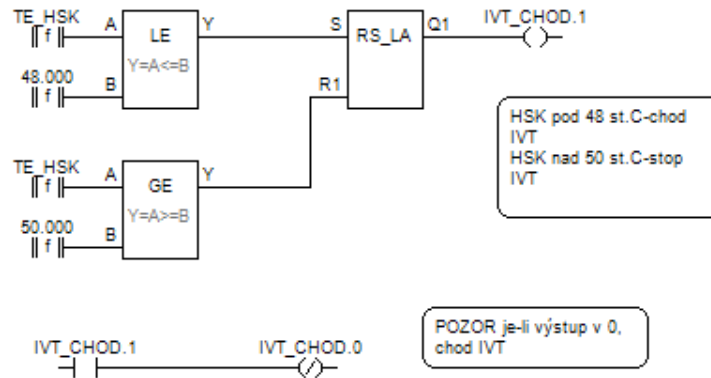 TE_HSK
f
A
LE
Y
Y=A<=B
48.000
f
B
S
RS_LA
Q1
R1
IVT_CHOD.1
HSK pod 48 st.C-chod
IVT
HSK nad 50 st.C-stop
IVT
TE_HSK
f
A
GE
Y
Y=A>=B
50.000
f
B
POZOR je-li výstup v 0,
chod IVT
IVT_CHOD.1
IVT_CHOD.0